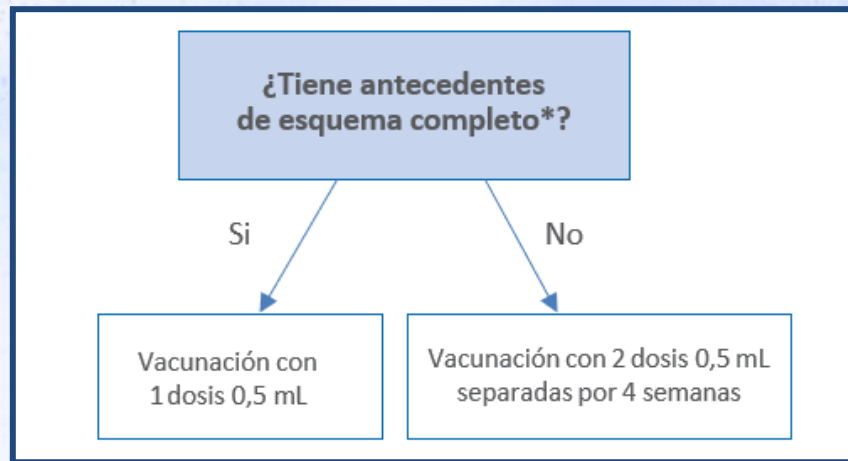 ¿Tiene antecedentes
de esquema completo*?
Si
No
Vacunación con
1 dosis 0,5 mL
Vacunación con 2 dosis 0,5 mL
separadas por 4 semanas